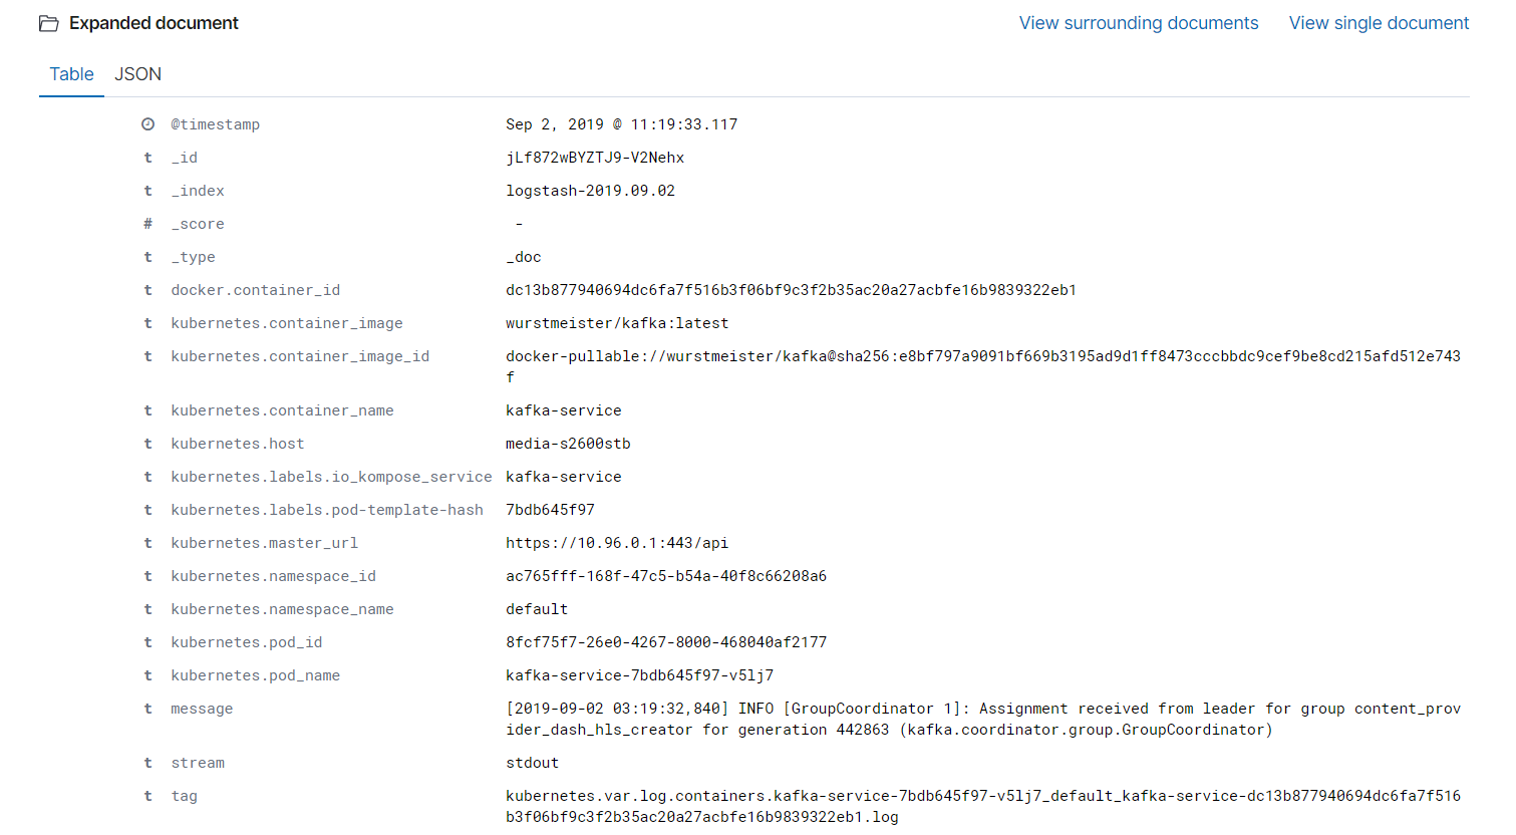 Expanded document View surrounding documents View single document
Table JSON
@timestamp Sep 2, 2019 @ 11:19:33.117
t _id jLf872wBYZTJ9-V2Nehx
t _index logstash-2019.09.02
# _score -
t _type _doc
t docker.container_id dc13b877940694dc6fa7f516b3f06bf9c3f2b35ac20a27acbfe16b9839322eb1
t kubernetes.container_image wurstmeister/kafka:latest
t kubernetes.container_image_id docker-pullable://wurstmeister/kafka@sha256:e8bf797a9091bf669b3195ad9d1ff8473cccbbdc9cef9be8cd215afd512e743
f
t kubernetes.container_name kafka-service
t kubernetes.host media-s2600stb
t kubernetes.labels.io_kompose_service kafka-service
t kubernetes.labels.pod-template-hash 7bdb645f97
t kubernetes.master_url https://10.96.0.1:443/api
t kubernetes.namespace_id ac765fff-168f-47c5-b54a-40f8c66208a6
t kubernetes.namespace_name default
t kubernetes.pod_id 8fcf75f7-26e0-4267-8000-468040af2177
t kubernetes.pod_name kafka-service-7bdb645f97-v5lj7
t message [2019-09-02 03:19:32,840] INFO [GroupCoordinator 1]: Assignment received from leader for group content_prov
ider_dash_hls_creator for generation 442863 (kafka.coordinator.group.GroupCoordinator)
t stream stdout
t tag kubernetes.var.log.containers.kafka-service-7bdb645f97-v5lj7_default_kafka-service-dc13b877940694dc6fa7f516
b3f06bf9c3f2b35ac20a27acbfe16b9839322eb1.log